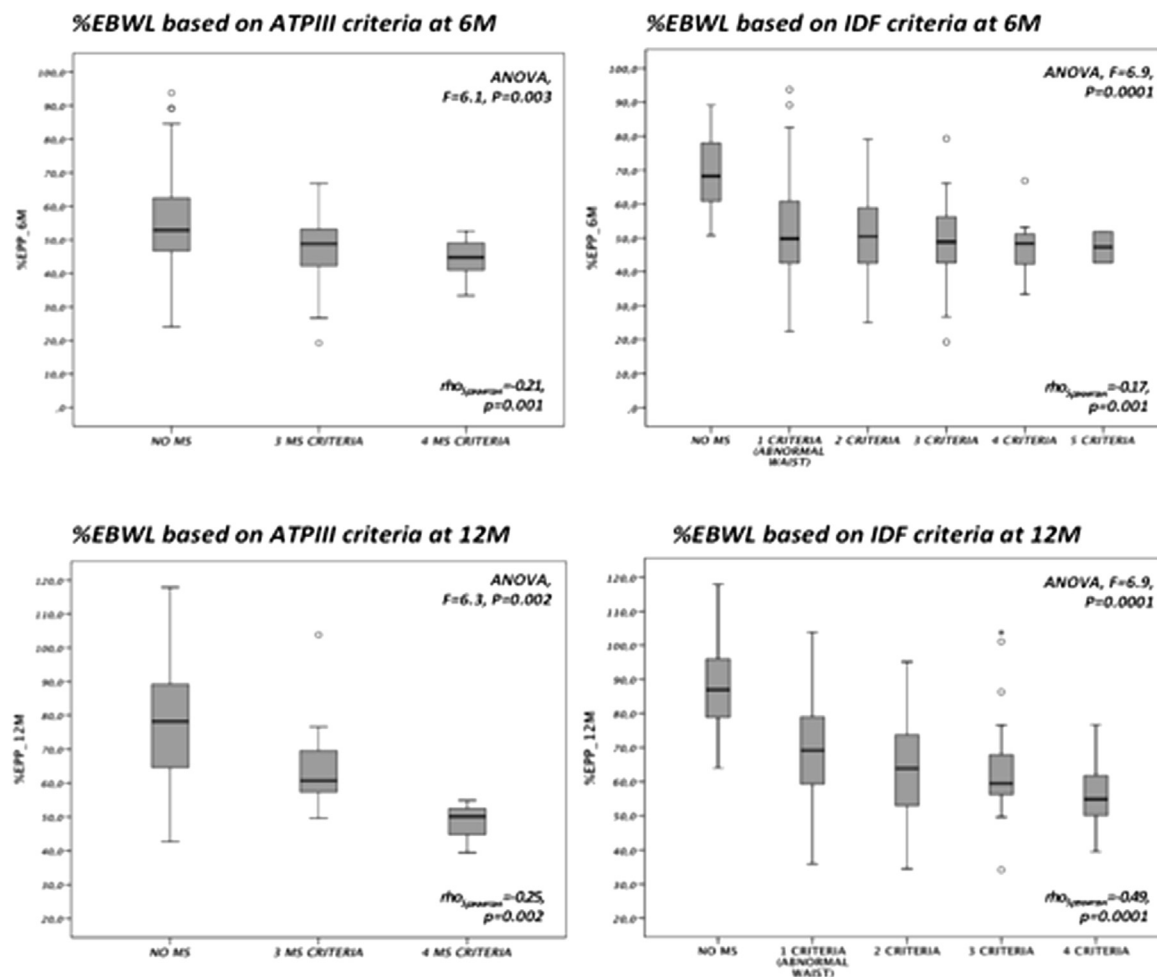 %EBWL based on ATPIII criteria at 6M
ANOVA,
F=6.1, P=0.003
%EPP_6M
100,0
90,0
80,0
70,0
60,0
50,0
40,0
30,0
20,0
10,0
,0
rhoSpearman=-0.21,
p=0.001
NO MS
3 MS CRITERIA
4 MS CRITERIA
%EBWL based on IDF criteria at 6M
ANOVA, F=6.9,
P=0.0001
%EPP_6M
100,0
90,0
80,0
70,0
60,0
50,0
40,0
30,0
20,0
10,0
,0
rhoSpearman=-0.17,
p=0.001
NO MS
1 CRITERIA
(ABNORMAL
WAIST)
2 CRITERIA
3 CRITERIA
4 CRITERIA
5 CRITERIA
%EBWL based on ATPIII criteria at 12M
ANOVA,
F=6.3, P=0.002
%EPP_12M
120,0
110,0
100,0
90,0
80,0
70,0
60,0
50,0
40,0
30,0
20,0
rhoSpearman=-0.25,
p=0.002
NO MS
3 MS CRITERIA
4 MS CRITERIA
%EBWL based on IDF criteria at 12M
ANOVA, F=6.9,
P=0.0001
%EPP_12M
120,0
110,0
100,0
90,0
80,0
70,0
60,0
50,0
40,0
30,0
20,0
rhoSpearman=-0.49,
p=0.0001
NO MS
1 CRITERIA
(ABNORMAL
WAIST)
2 CRITERIA
3 CRITERIA
4 CRITERIA